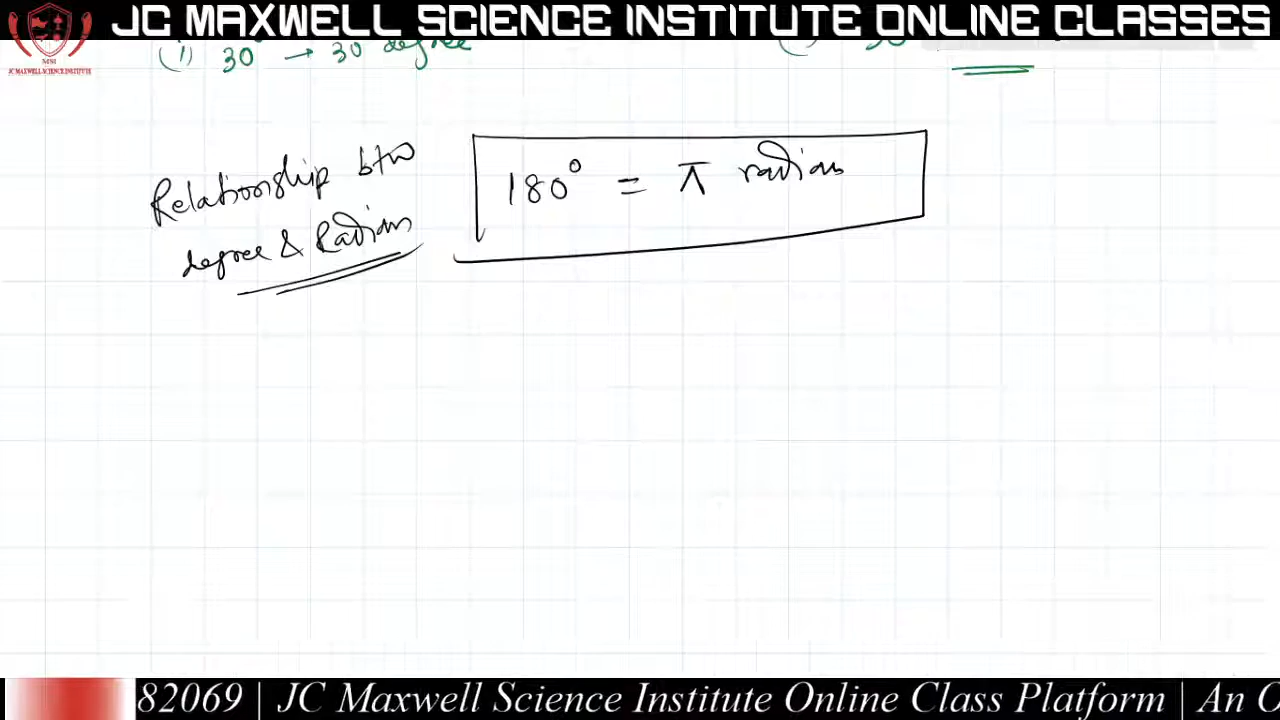 JC MAXWELL SCIENCE INSTITUTE ONLINE CLASSES
MSI
JC MAXWELL SCIENCE INSTITUTE
(i) 30° → 30 degree
Relationship btw
degree & Radian
180° = π radian
82069 | JC Maxwell Science Institute Online Class Platform | An O